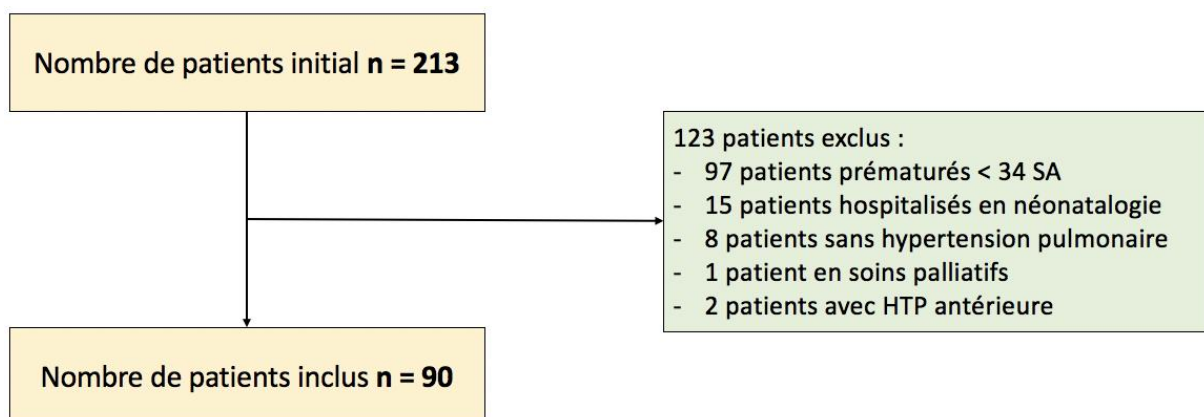 Nombre de patients initial n = 213
123 patients exclus :
- 97 patients prématurés < 34 SA
- 15 patients hospitalisés en néonatalogie
- 8 patients sans hypertension pulmonaire
- 1 patient en soins palliatifs
- 2 patients avec HTP antérieure
Nombre de patients inclus n = 90